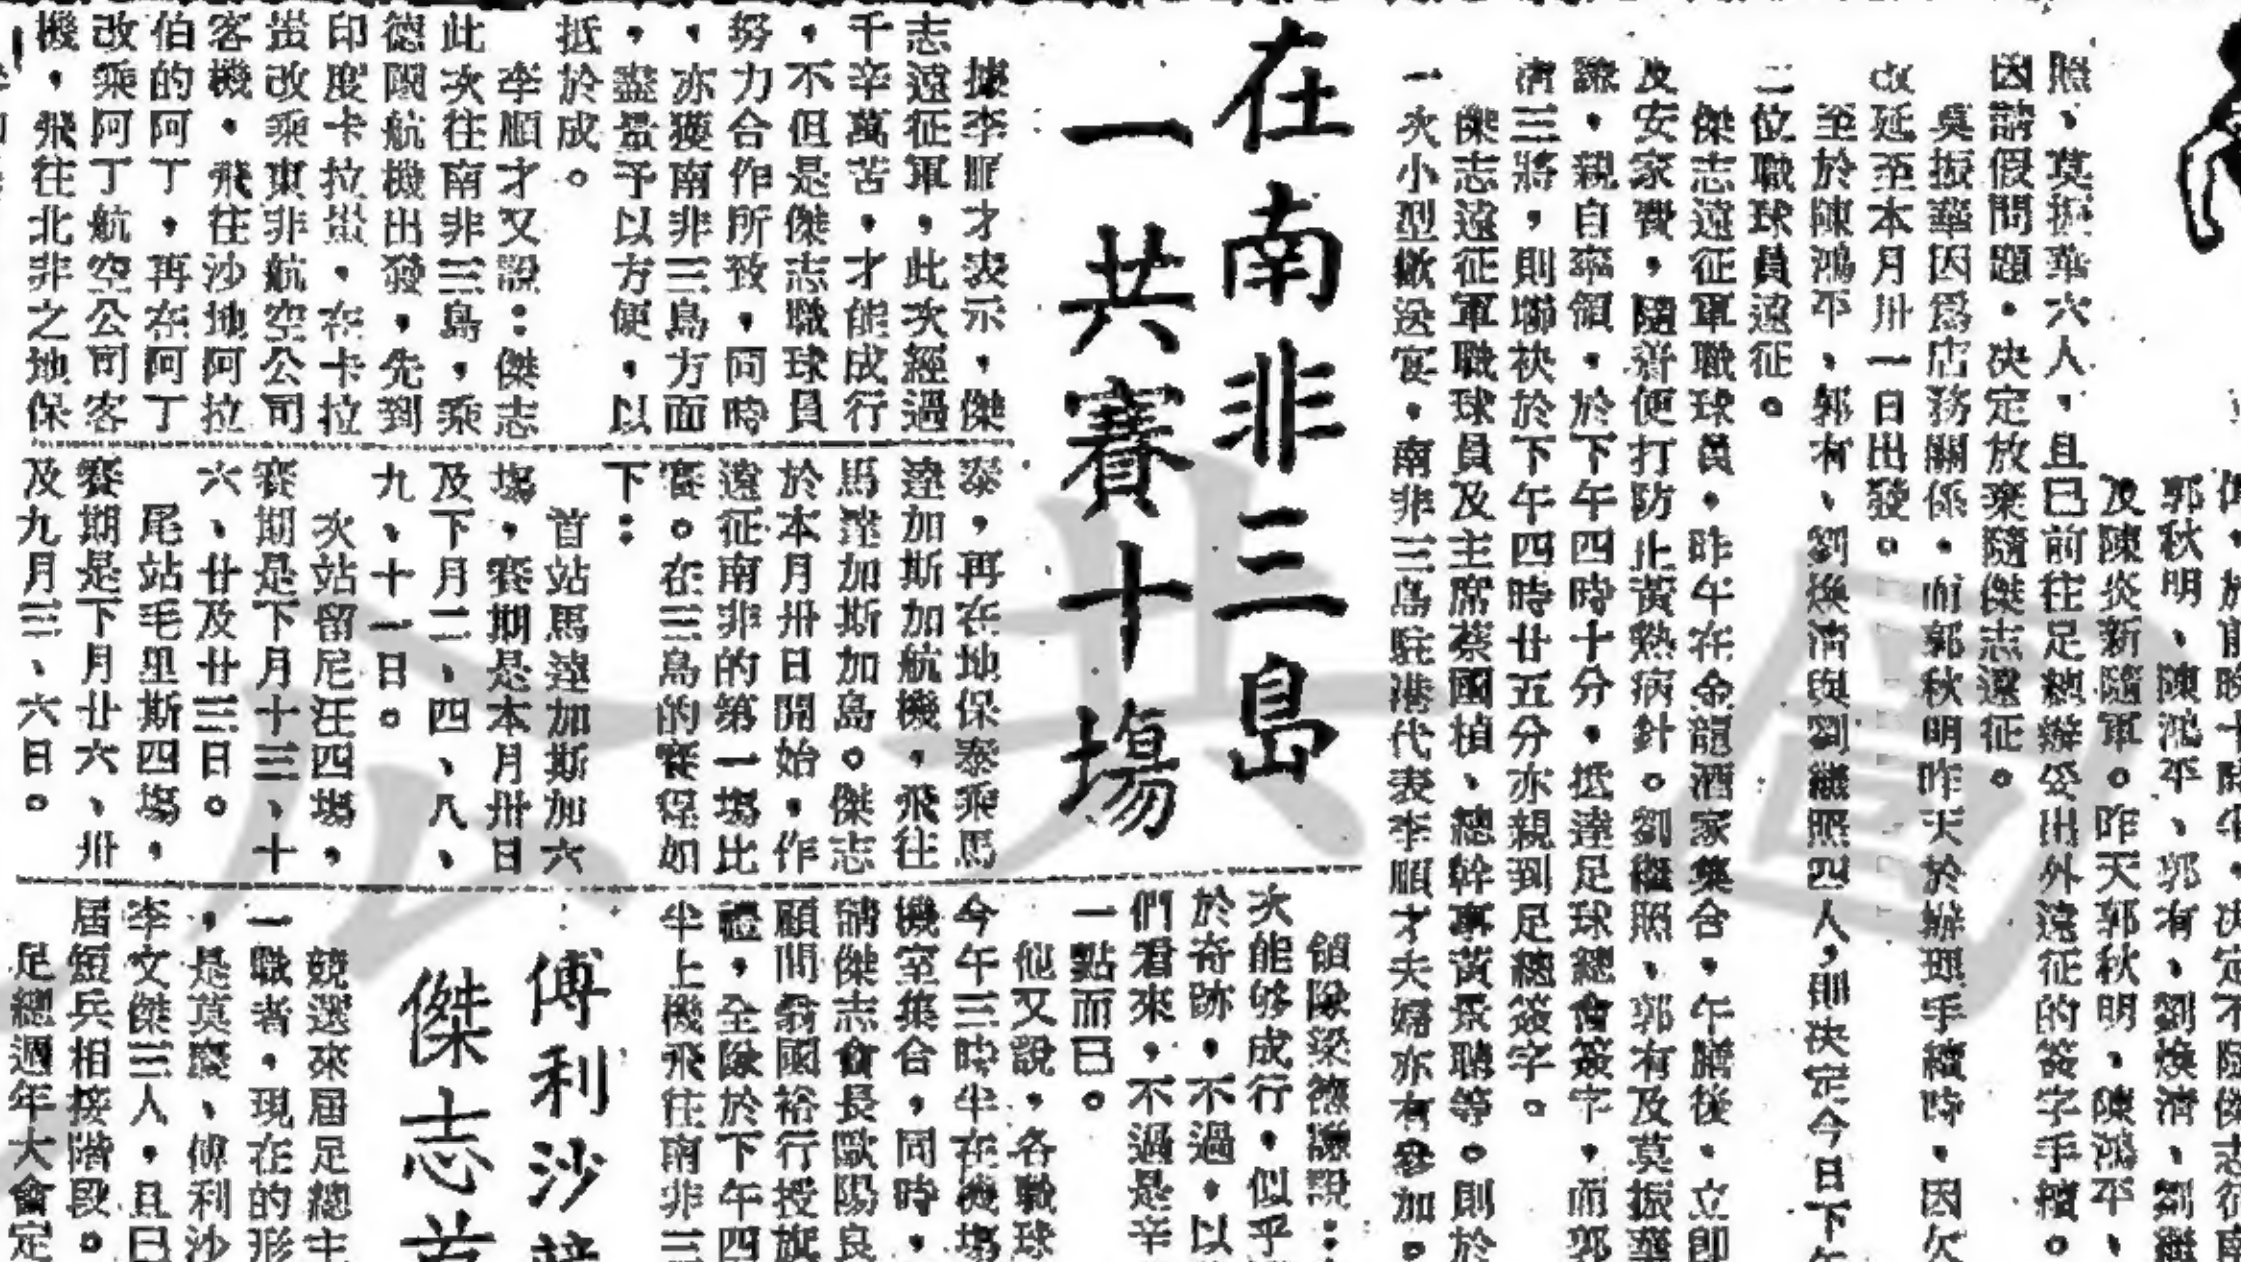 郭秋明、陳鴻平、郭有、劉煥清、劉繼
及陳炎新隨軍。昨天郭秋明、陳鴻平、
照、莫振華六人，且已前往足總辦妥出外遠征的簽字手續。
因請假問題，决定放棄隨傑志遠征。
吳振華因爲店務關係，而郭秋明昨天於辦理手續時，因欠
改延至本月卅一日出發。
至於陳鴻平、郭有、劉煥清與劉繼照四人，則决定今日下午
二位職球員遠征。
傑志遠征軍職球員，昨午在金龍酒家集合，午膳後，立即
及安家費，隨着便打防止黃熱病針。劉繼照、郭有及莫振華
謙，親自率領，於下午四時十分，抵達足球總會簽字，而郭
清三將，則聯袂於下午四時廿五分亦親到足總簽字。
傑志遠征軍職球員及主席蔡國楨、總幹事黃景聰等。則於
一次小型歡送宴，南非三島駐港代表李順才夫婦亦有參加。
在南非三島
一共賽十場
據李順才表示，傑
志遠征軍，此次經過
千辛萬苦，才能成行
，不但是傑志職球員
努力合作所致，同時
，亦獲南非三島方面
，盡量予以方便，以
抵於成。
李順才又說：傑志
此次往南非三島，乘
德國航機出發，先到
印度卡拉蚩，在卡拉
蚩改乘東非航空公司
客機，飛往沙地阿拉
伯的阿丁，再在阿丁
改乘阿丁航空公司客
機，飛往北非之地保
泰，再在地保泰乘馬
達加斯加航機，飛往
馬達加斯加島。傑志
於本月卅日開始，作
遠征南非的第一場比
賽。在三島的賽程如
下：
首站馬達加斯加六
場，賽期是本月卅日
及下月二、四、八、
九、十一日。
次站留尼汪四場，
賽期是下月十三、十
六、廿及廿三日。
尾站毛里斯四場，
賽期是下月廿六、卅
及九月三、六日。
領隊梁德謙說：
次能够成行，似乎
於奇跡，不過，以
們看來，不過是辛
一點而已。
他又說，各職球
今午三時半在機場
機室集合，同時，
請傑志會長歐陽良
顧問翁國裕行授旗
禮，全隊於下午四
半上機飛往南非三
傅利沙
傑志
競選來屆足總主
一職者，現在的形
，是莫慶、傅利沙
李文傑三人，且已
屆短兵相接階段。
足總週年大會定